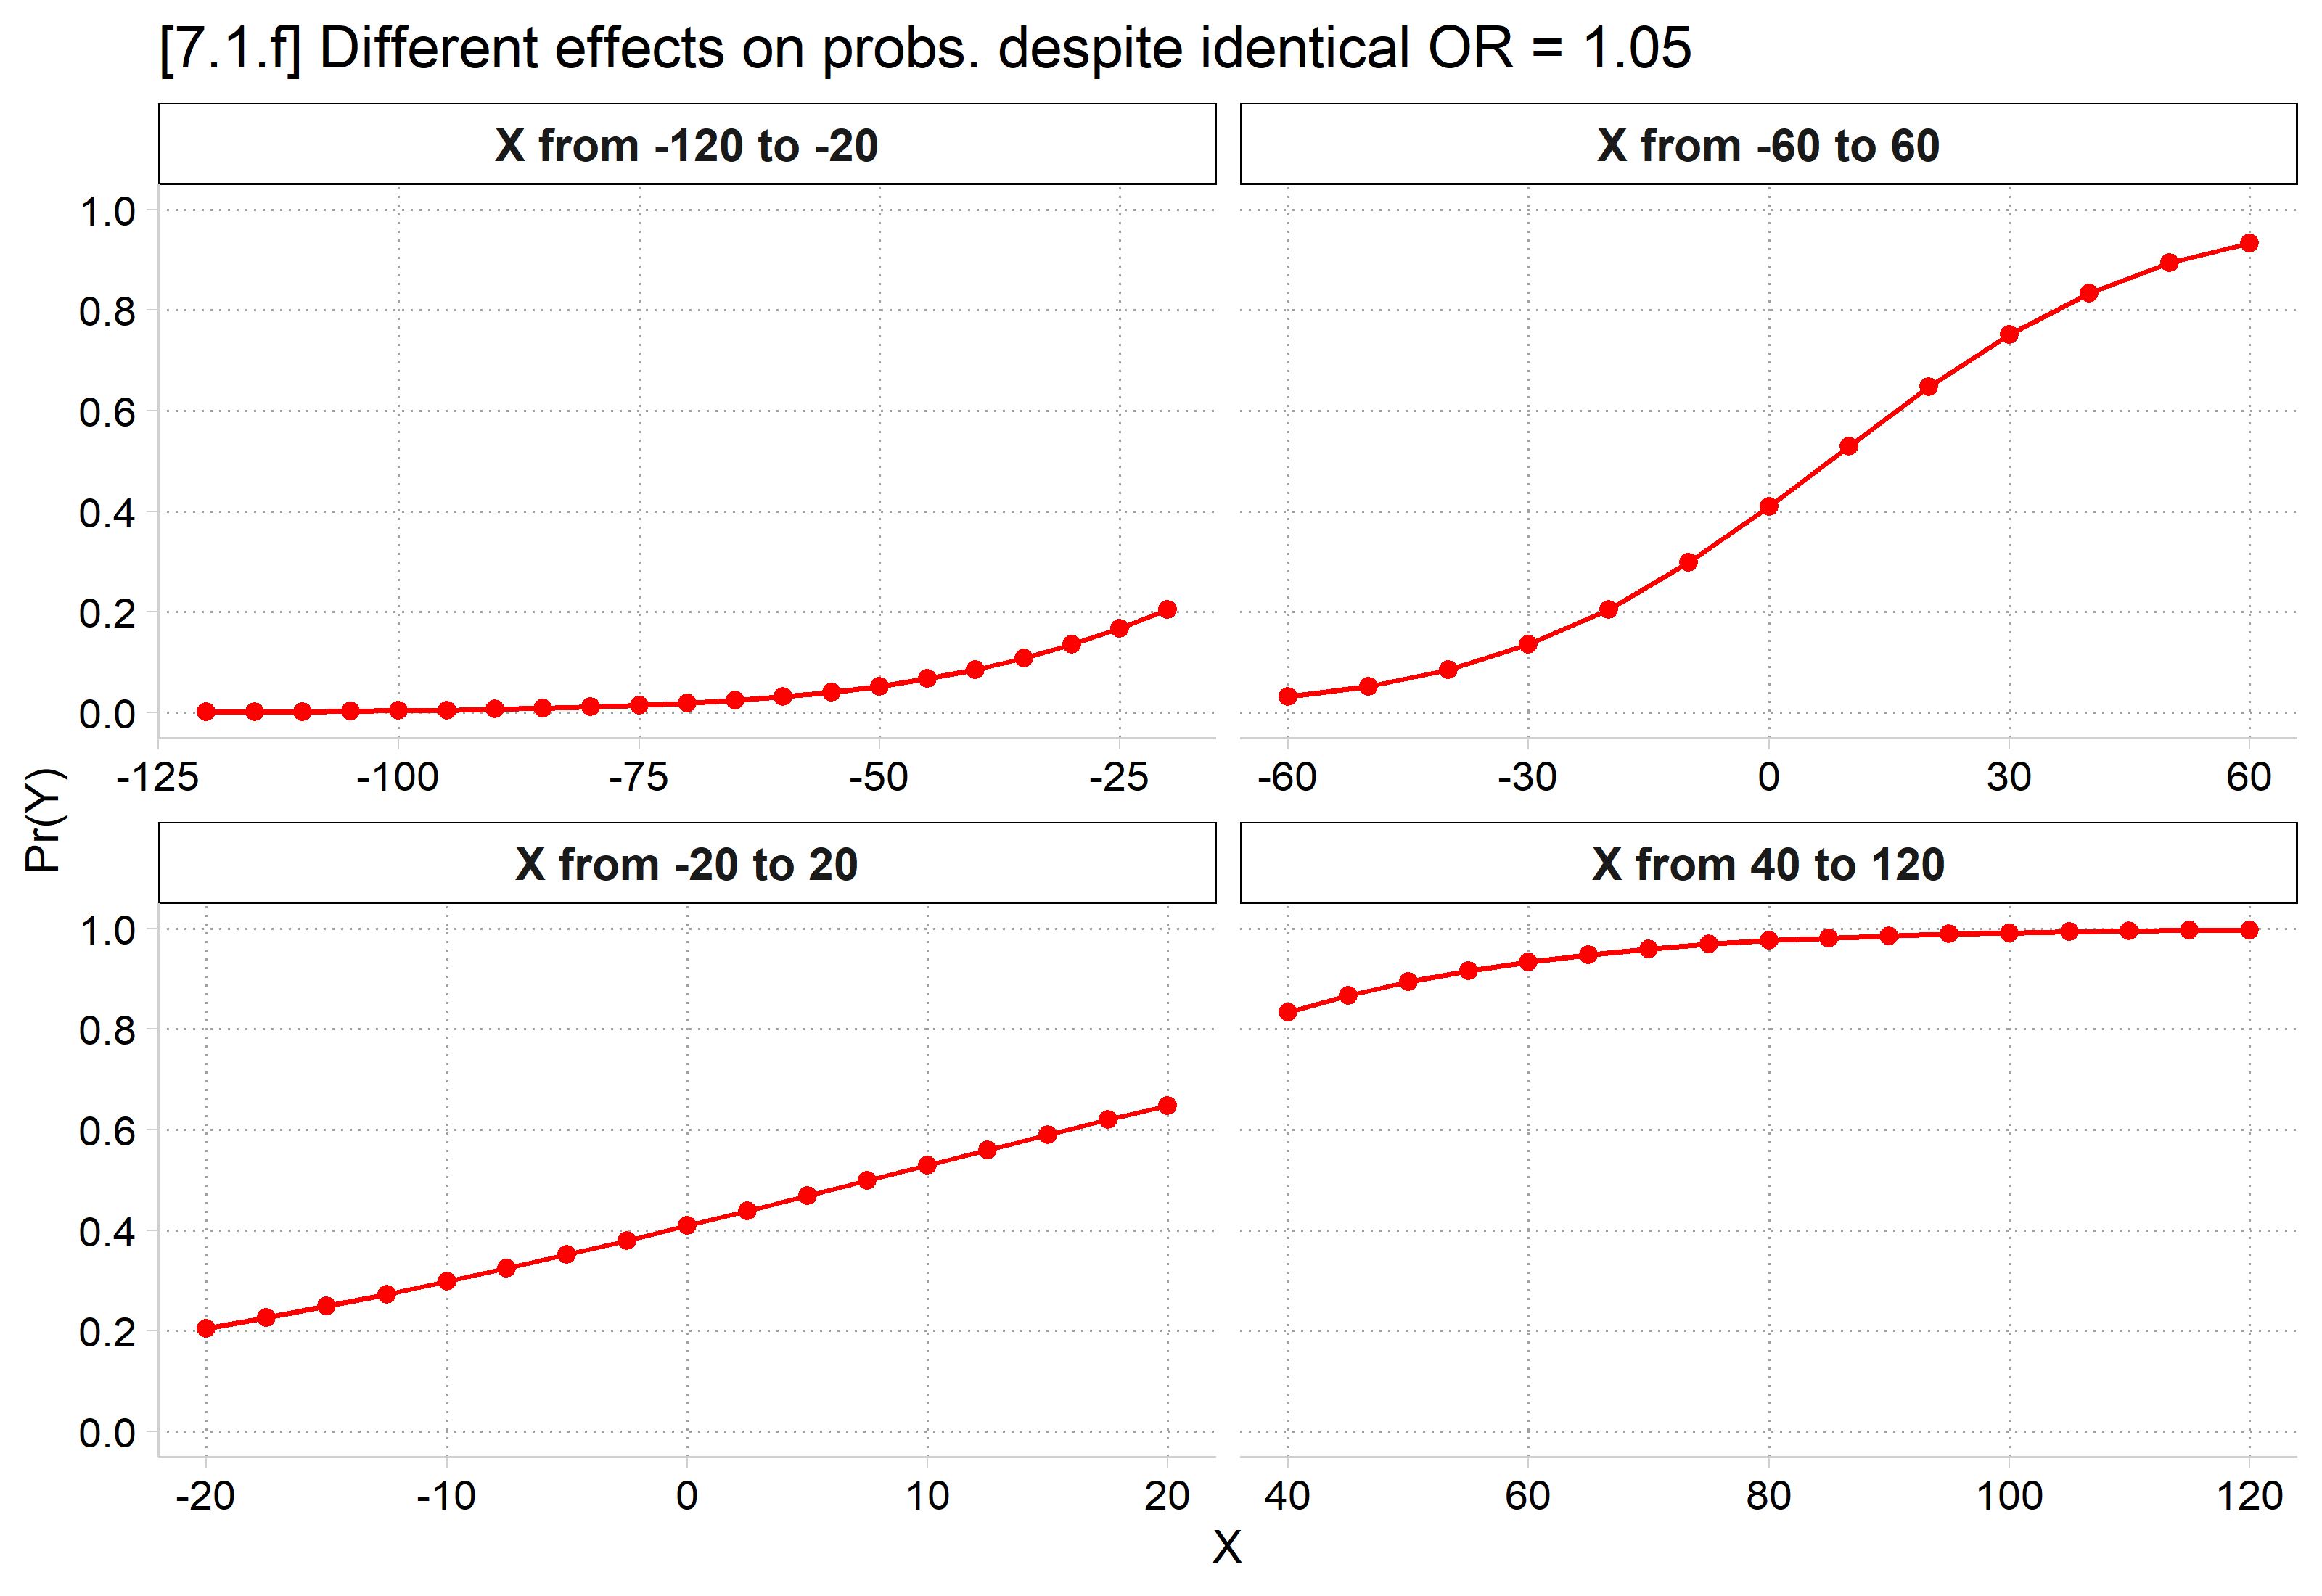 [7.1.f] Different effects on probs. despite identical OR = 1.05
X from -120 to -20
X from -60 to 60
1.0
0.8
0.6
0.4
0.2
0.0
-125 -100 -75 -50 -25
-60 -30 0 30 60
Pr(Y)
X from -20 to 20
X from 40 to 120
1.0
0.8
0.6
0.4
0.2
0.0
-20 -10 0 10 20
40 60 80 100 120
X